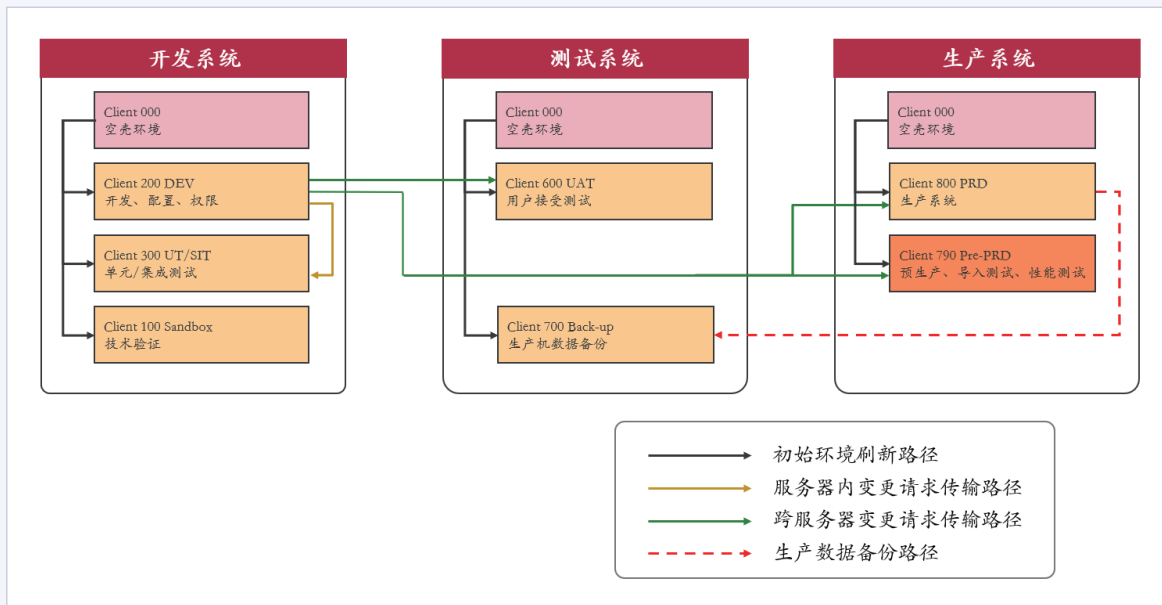 开发系统
Client 000
空壳环境
Client 200 DEV
开发、配置、权限
Client 300 UT/SIT
单元/集成测试
Client 100 Sandbox
技术验证
测试系统
Client 000
空壳环境
Client 600 UAT
用户接受测试
Client 700 Back-up
生产机数据备份
生产系统
Client 000
空壳环境
Client 800 PRD
生产系统
Client 790 Pre-PRD
预生产、导入测试、性能测试
初始环境刷新路径
服务器内变更请求传输路径
跨服务器变更请求传输路径
生产数据备份路径